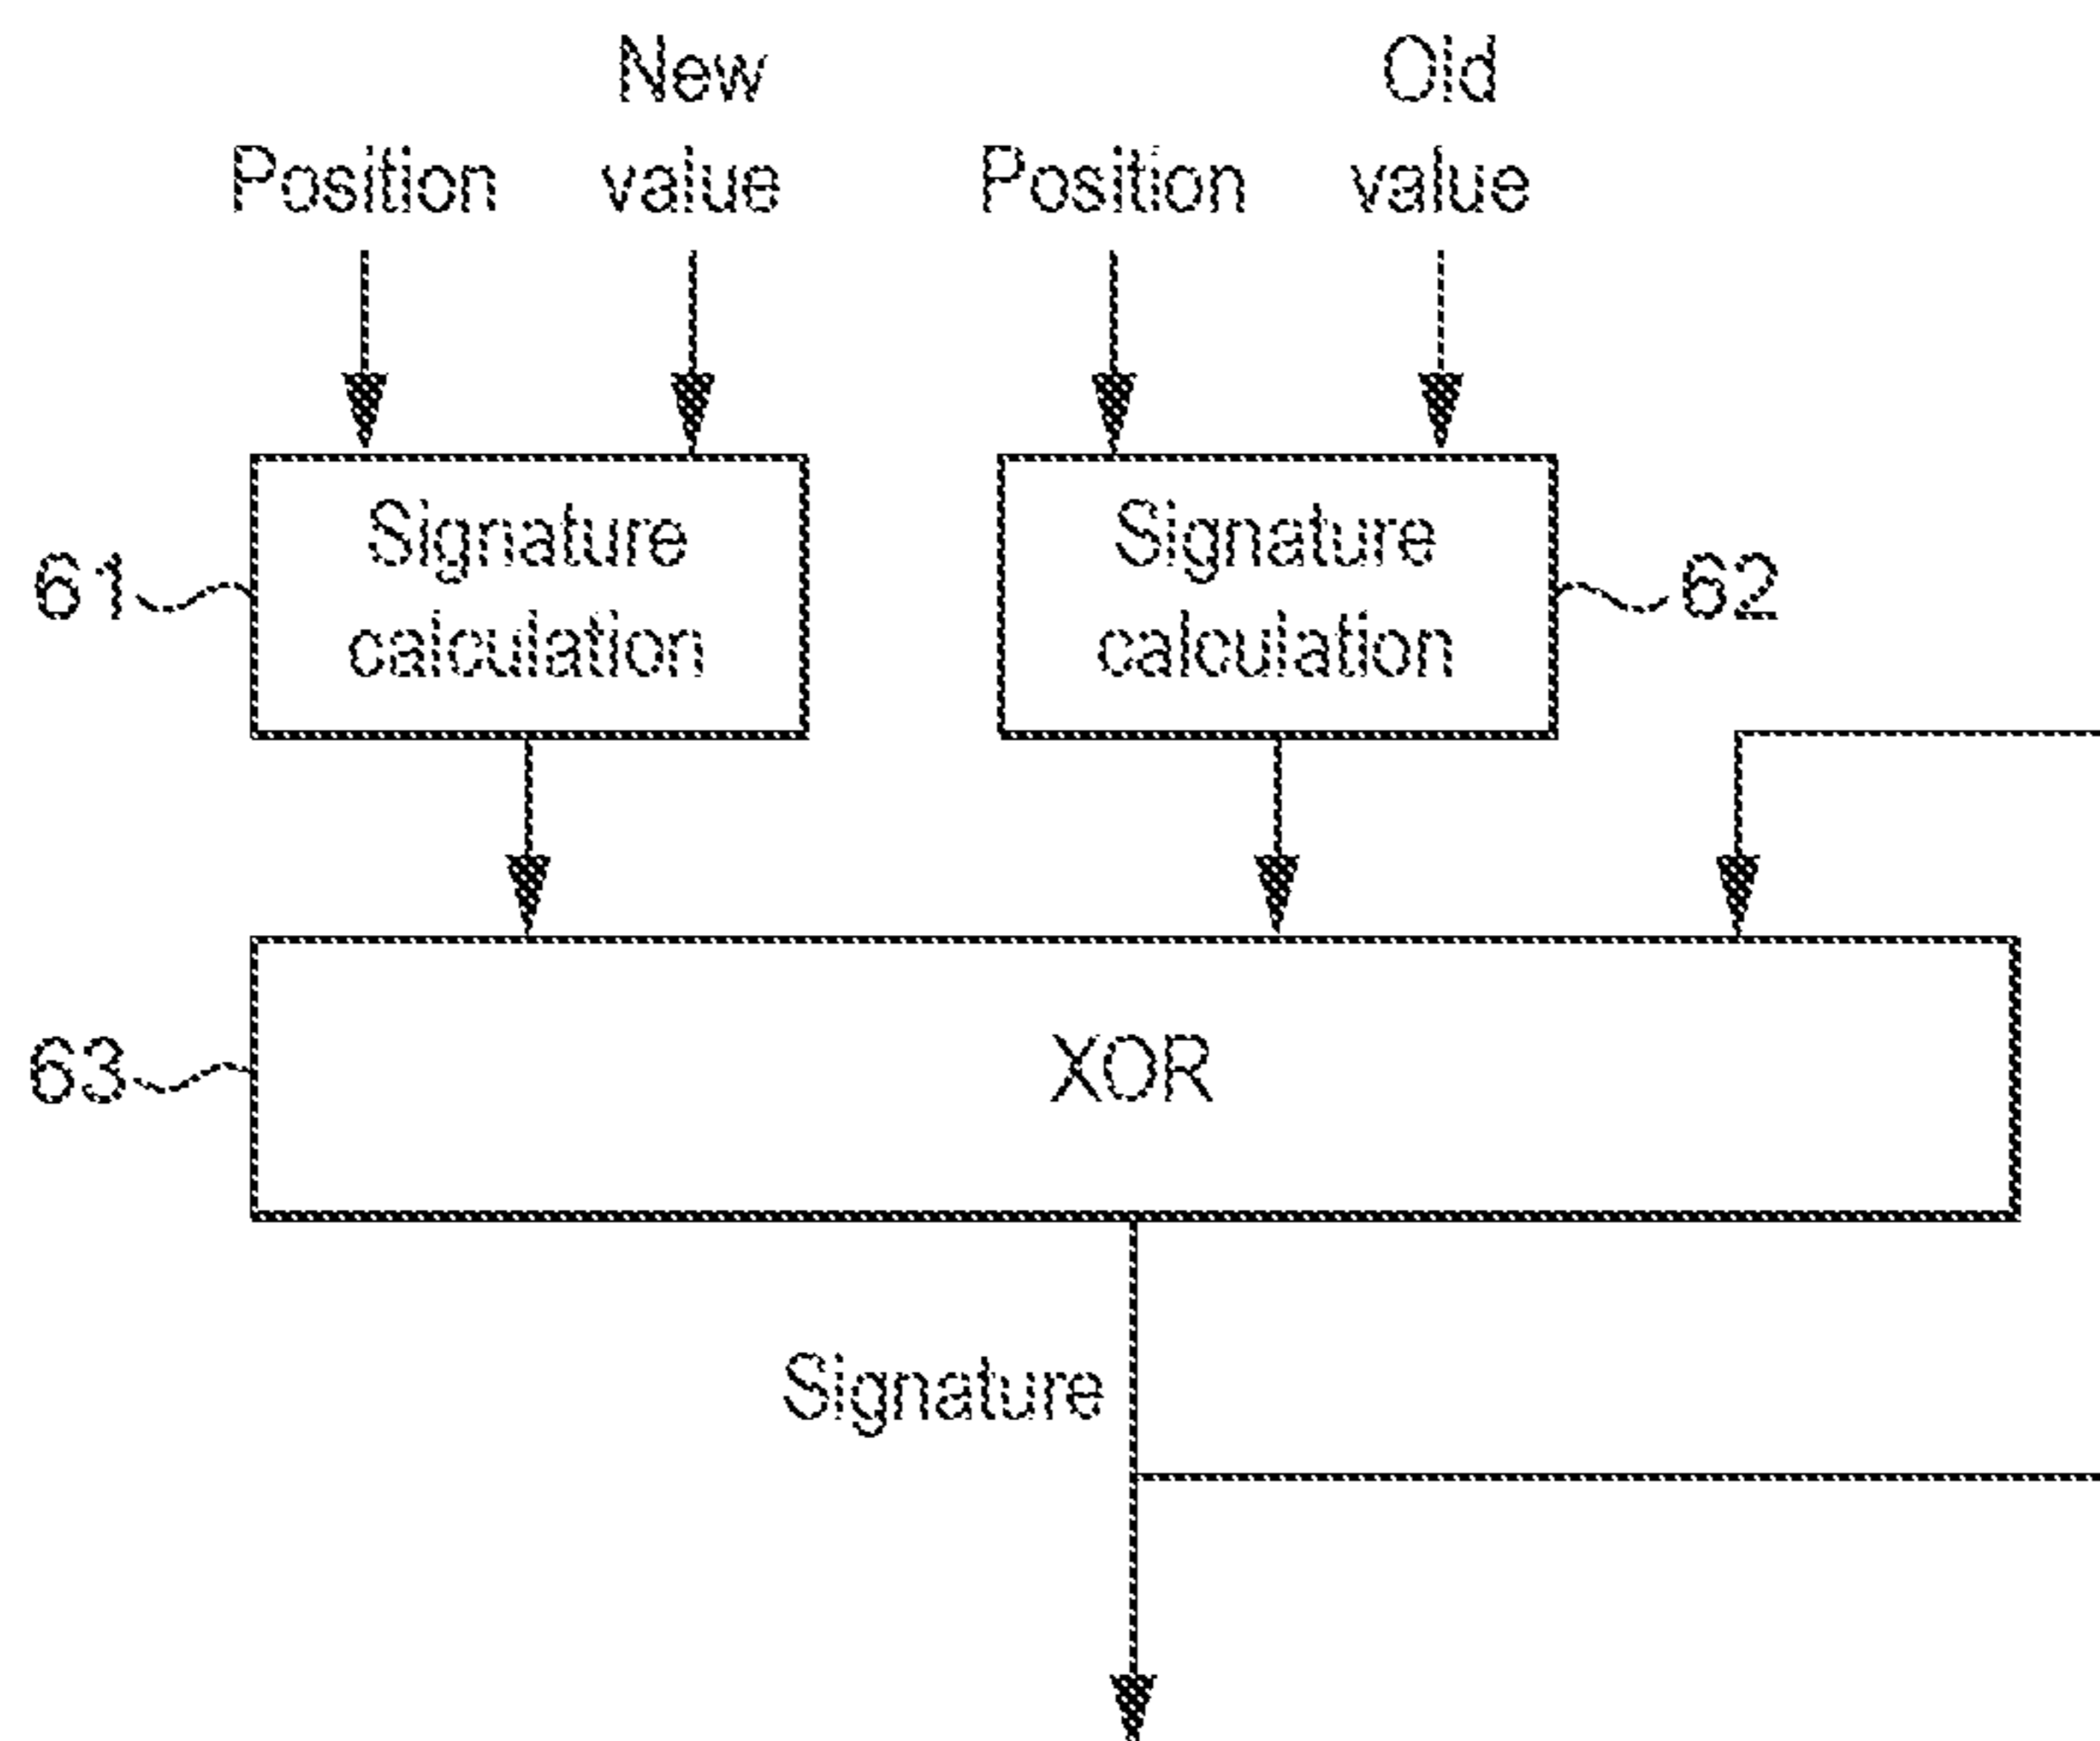 New
Position value
Old
Position value
Signature
calculation
61
Signature
calculation
62
XOR
63
Signature